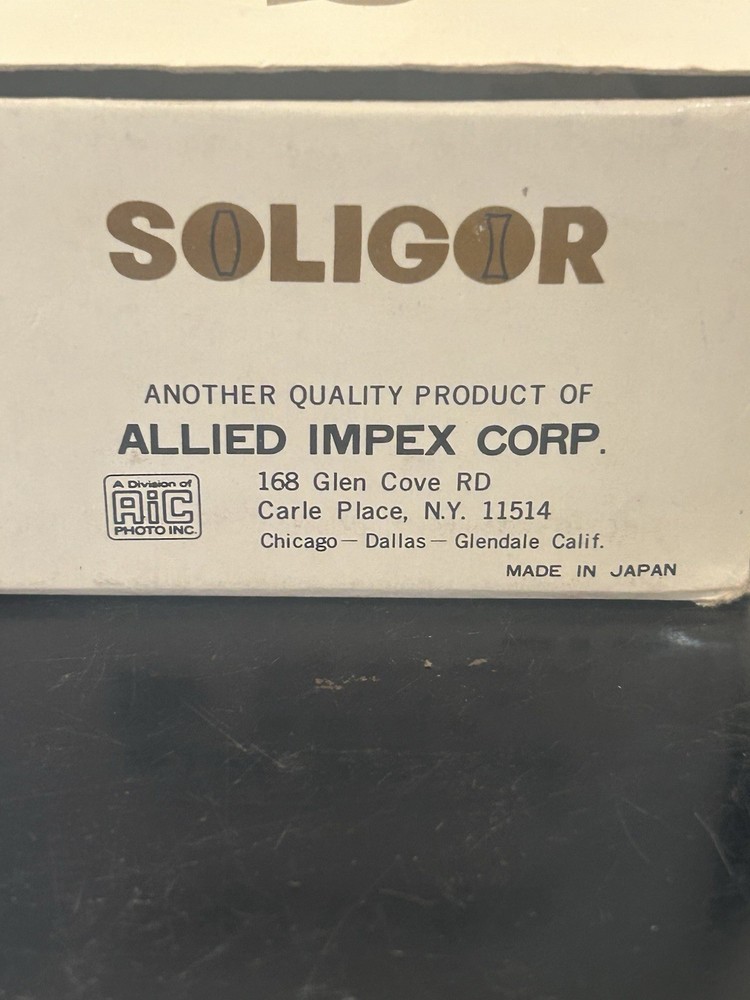 SOLIGOR
ANOTHER QUALITY PRODUCT OF
ALLIED IMPEX CORP.
A Division of
AiC
PHOTO INC.
168 Glen Cove RD
Carle Place, N.Y. 11514
Chicago — Dallas — Glendale Calif.
MADE IN JAPAN